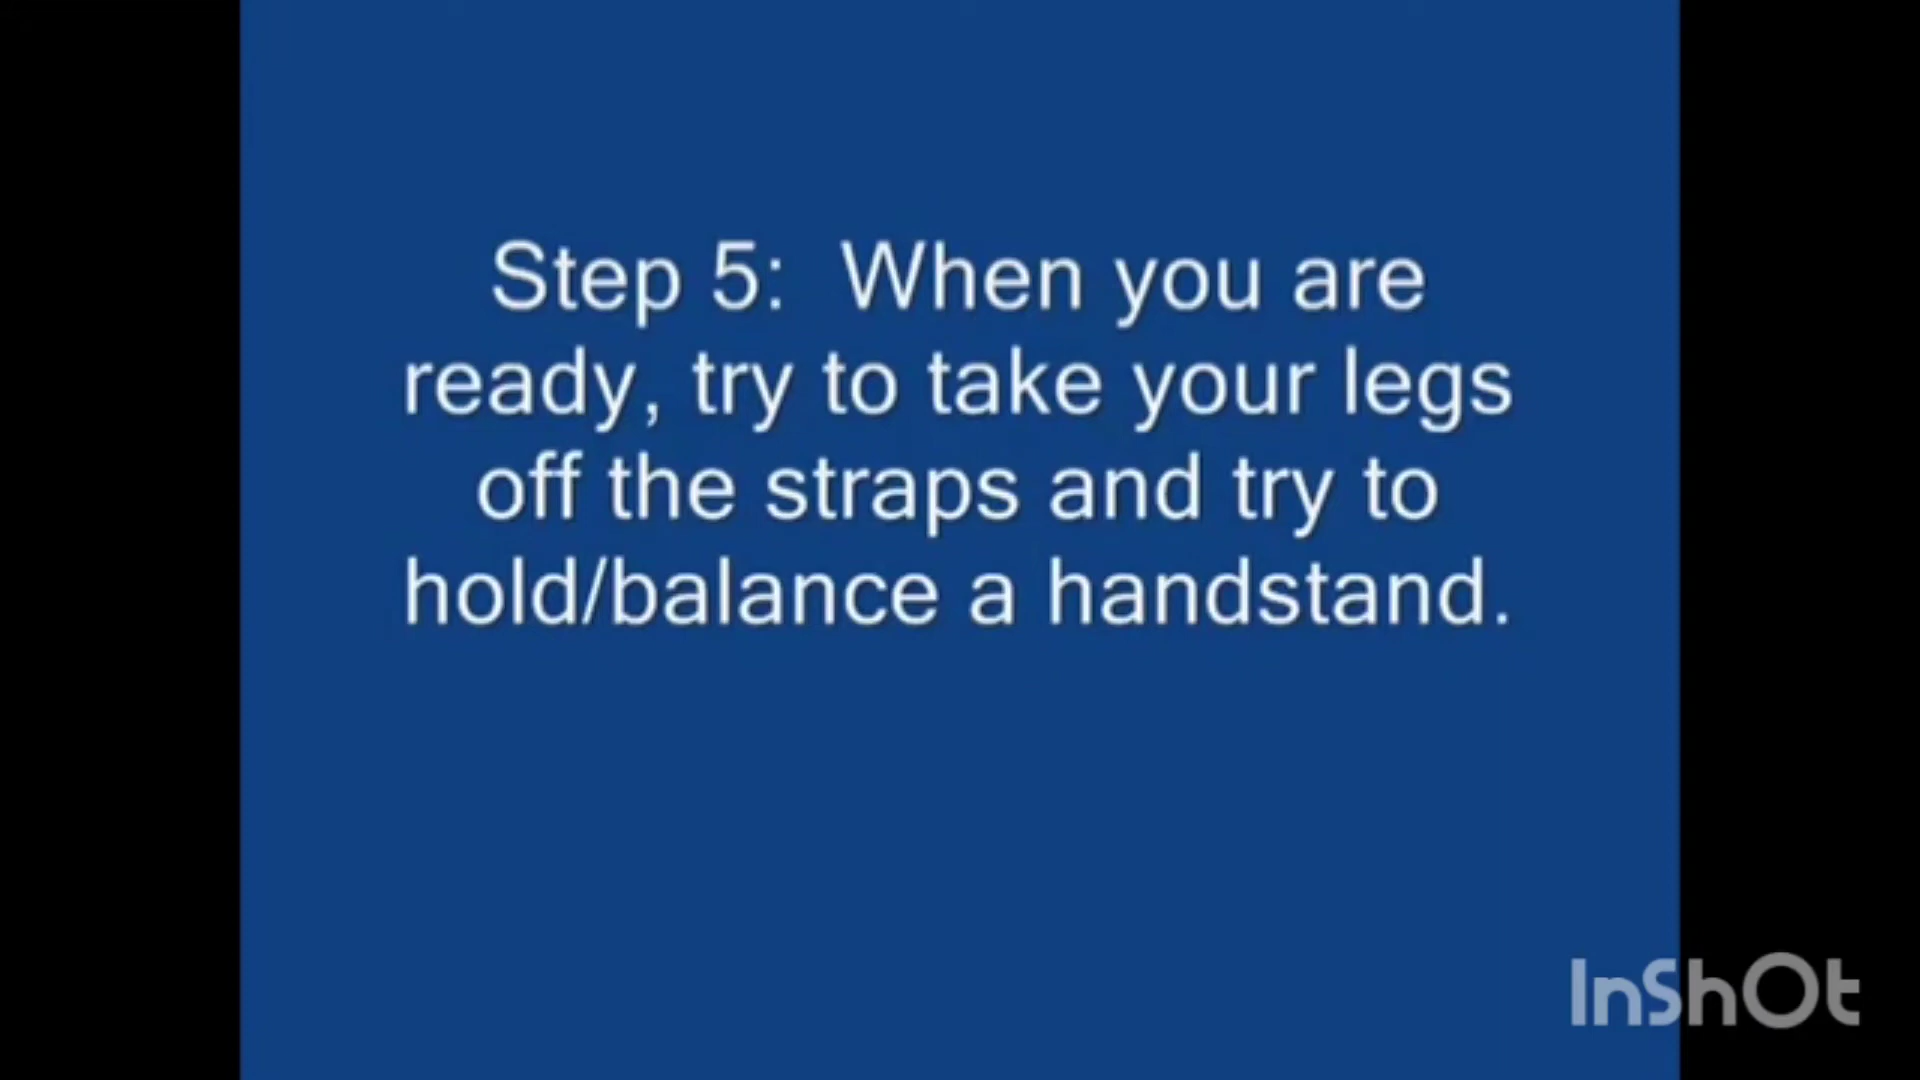 Step 5:  When you are
ready, try to take your legs
off the straps and try to
hold/balance a handstand.
InShOt